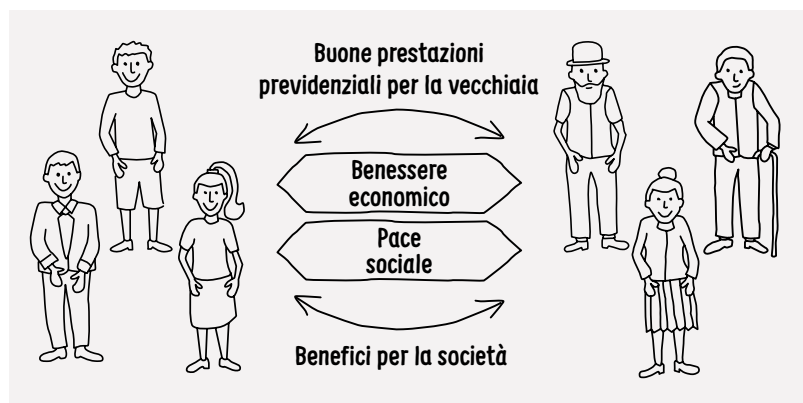 Buone prestazioni
previdenziali per la vecchiaia
Benessere
economico
Pace
sociale
Benefici per la società